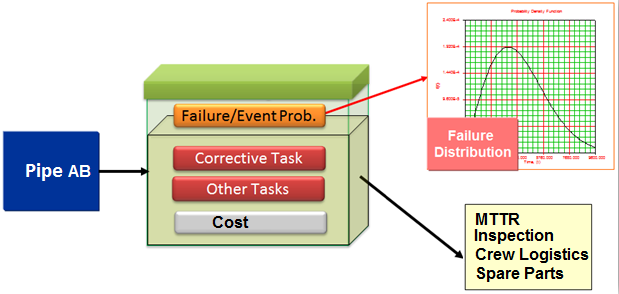 Probability Density Function
Failure/Event Prob.
Failure
Distribution
Pipe AB
Corrective Task
Other Tasks
Cost
MTTR
Inspection
Crew Logistics
Spare Parts